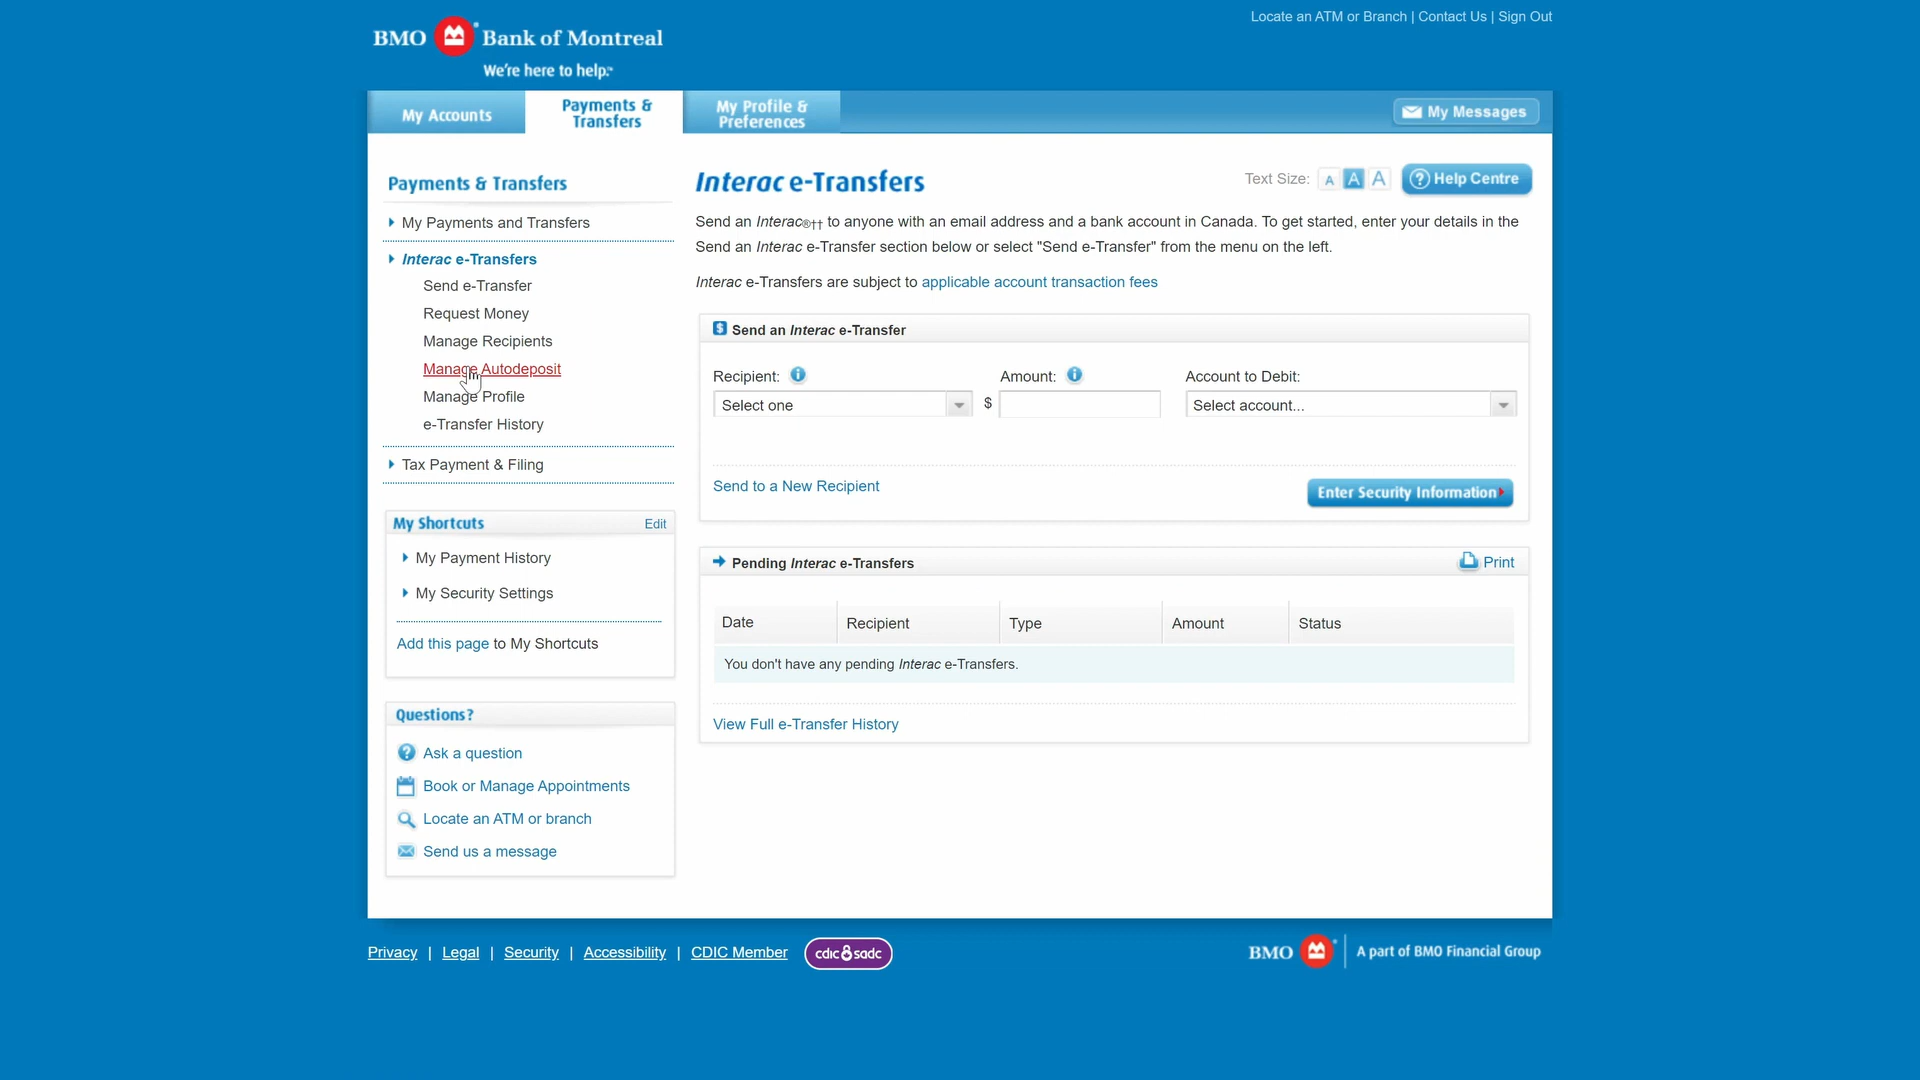 Locate an ATM or Branch | Contact Us | Sign Out
BMO Bank of Montreal
We're here to help.™
My Accounts
Payments & Transfers
My Profile & Preferences
My Messages
Payments & Transfers
My Payments and Transfers
Interac e-Transfers
Send e-Transfer
Request Money
Manage Recipients
Manage Autodeposit
Manage Profile
e-Transfer History
Tax Payment & Filing
My Shortcuts
Edit
My Payment History
My Security Settings
Add this page to My Shortcuts
Questions?
Ask a question
Book or Manage Appointments
Locate an ATM or branch
Send us a message
Interac e-Transfers
Text Size: A A A
Help Centre
Send an Interac®†† to anyone with an email address and a bank account in Canada. To get started, enter your details in the
Send an Interac e-Transfer section below or select "Send e-Transfer" from the menu on the left.
Interac e-Transfers are subject to applicable account transaction fees
Send an Interac e-Transfer
Recipient:
Amount:
Account to Debit:
Select one
$
Select account...
Send to a New Recipient
Enter Security Information
Pending Interac e-Transfers
Print
Date
Recipient
Type
Amount
Status
You don't have any pending Interac e-Transfers.
View Full e-Transfer History
Privacy | Legal | Security | Accessibility | CDIC Member
cdic sadc
BMO
A part of BMO Financial Group